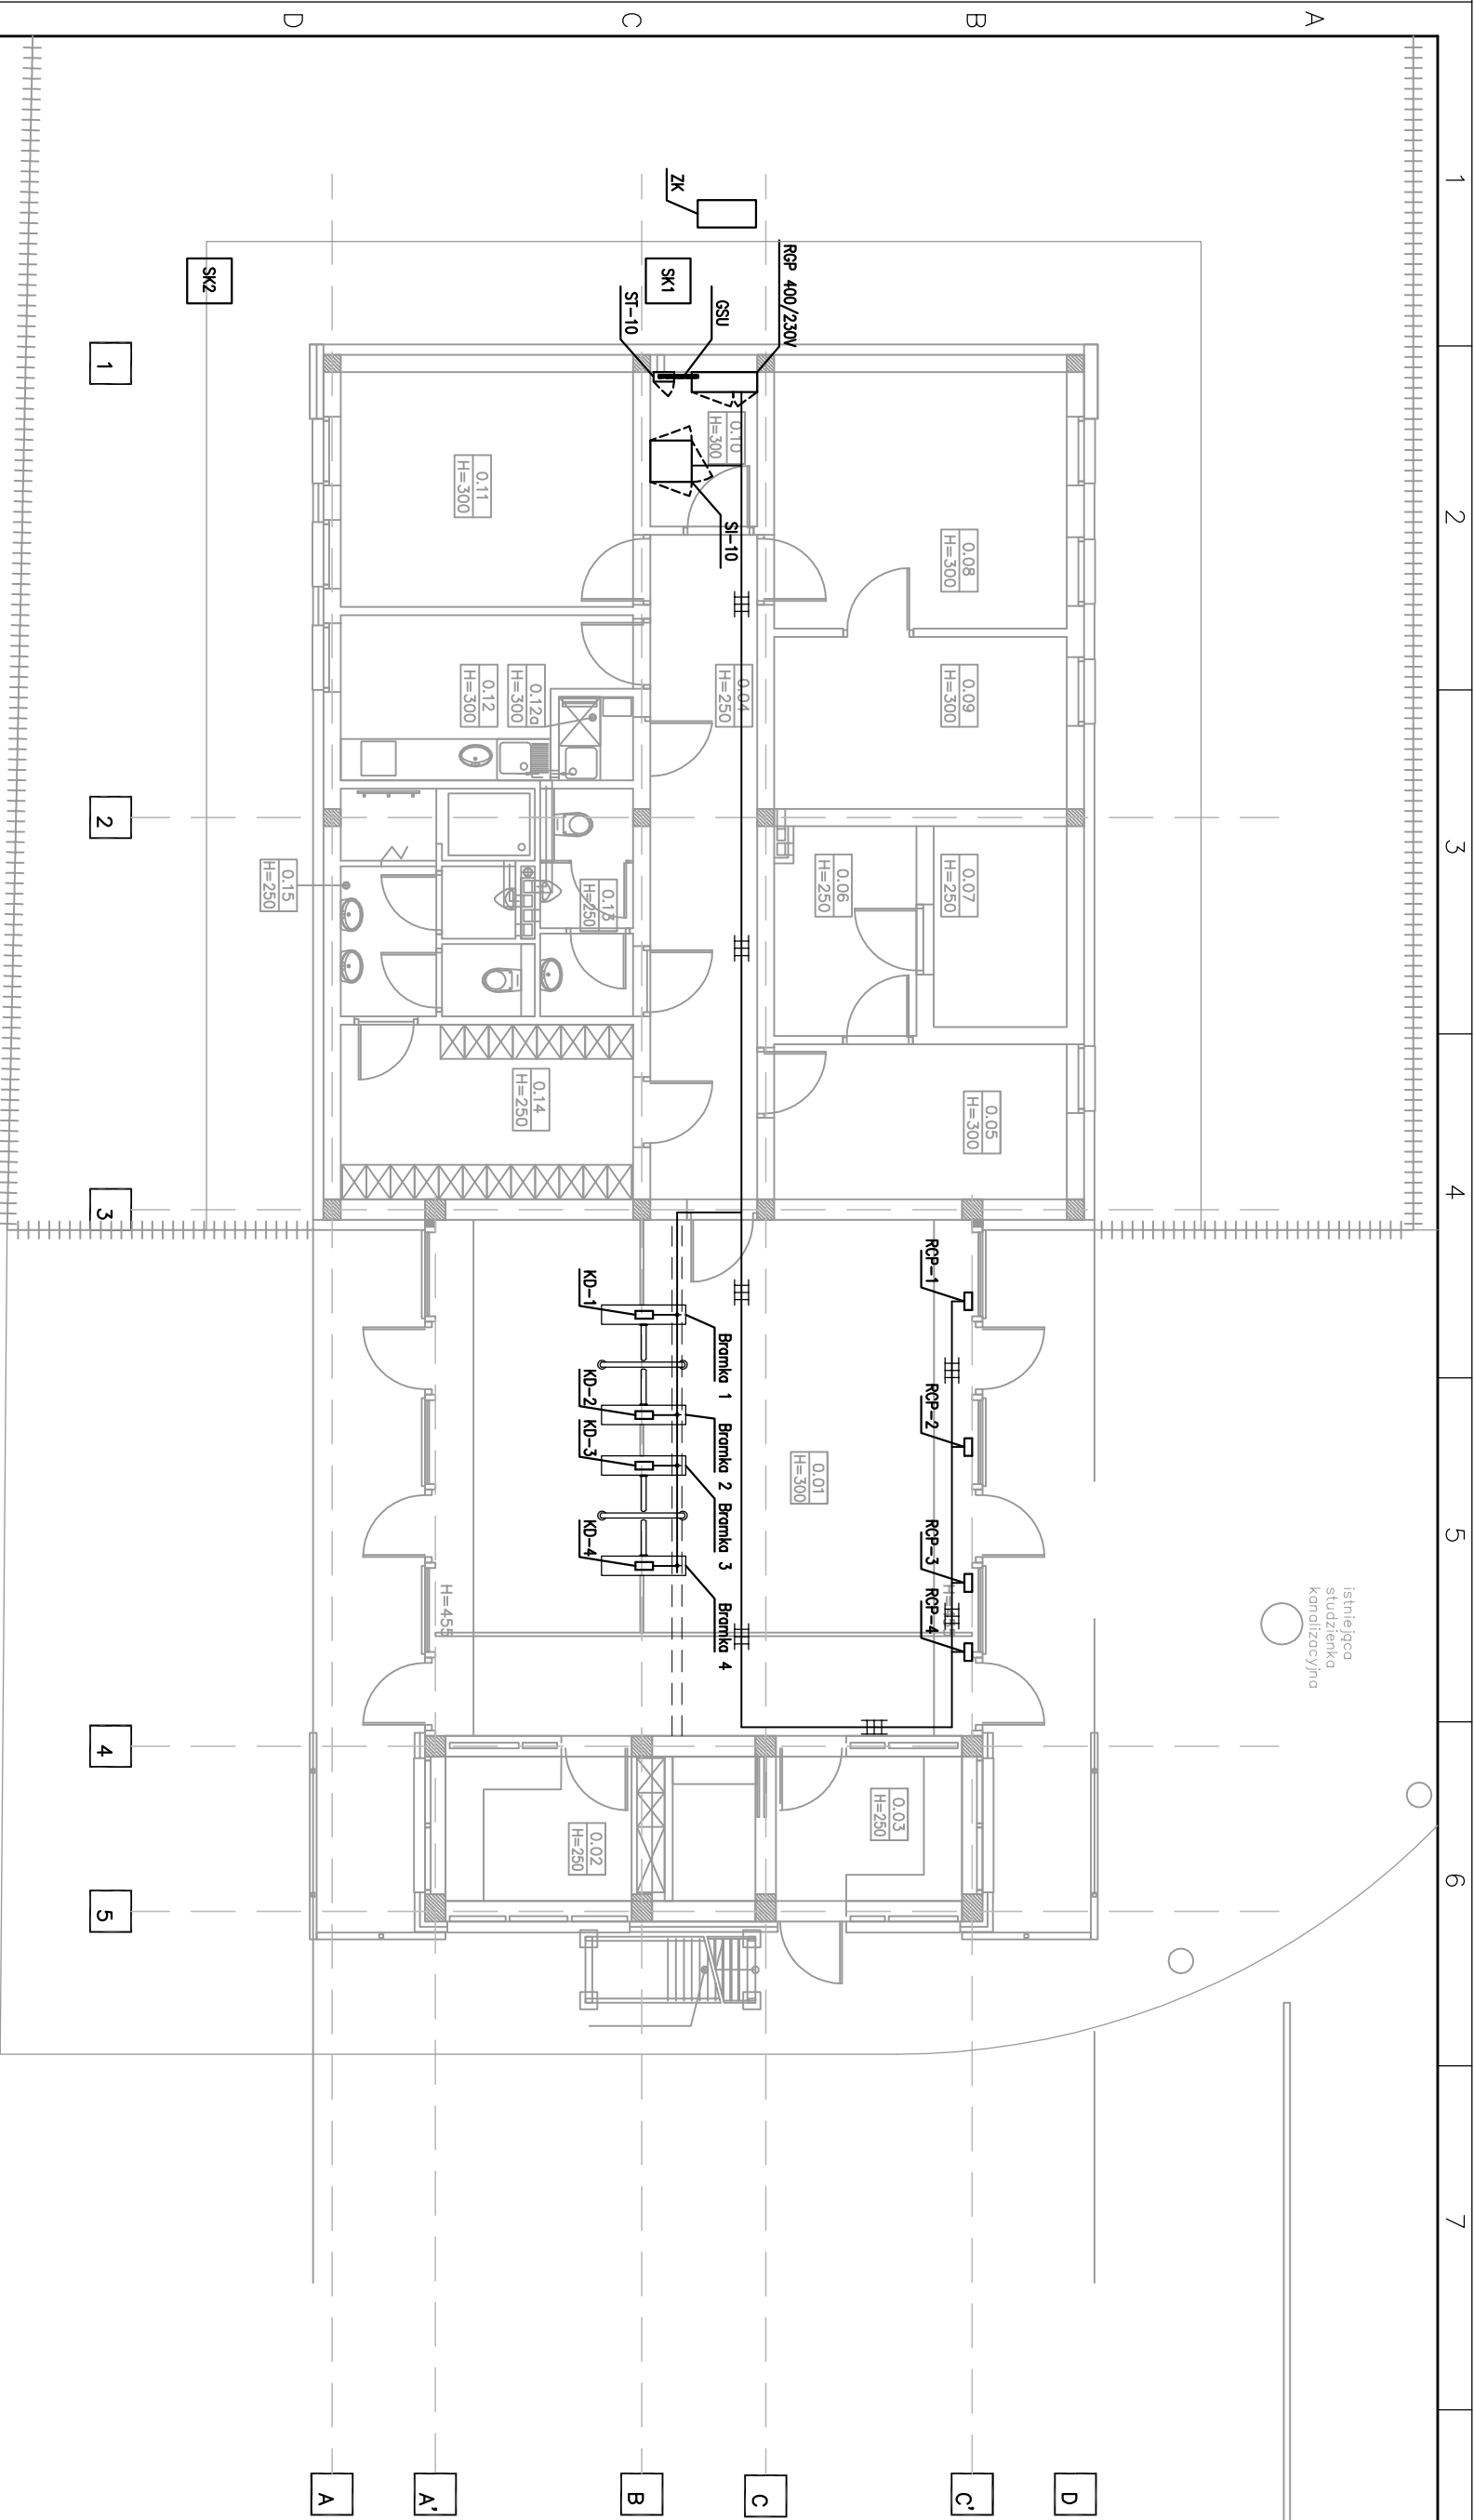 1
2
3
4
5
6
7
A
B
C
D
ZK
SK1
SK2
RGP 400/230V
GSU
ST-10
SI-10
0.10
H=300
0.11
H=300
0.08
H=300
0.09
H=300
0.04
H=250
0.12
H=300
0.12a
H=300
0.07
H=250
0.06
H=250
0.13
H=250
0.15
H=250
0.05
H=300
0.14
H=250
RCP-1
RCP-2
RCP-3
RCP-4
KD-1
KD-2
KD-3
KD-4
Bramka 1
Bramka 2
Bramka 3
Bramka 4
0.01
H=300
H=455
istniejąca
studzienka
kanalizacyjna
0.03
H=250
0.02
H=250
1
2
3
4
5
A
A'
B
C
C'
D